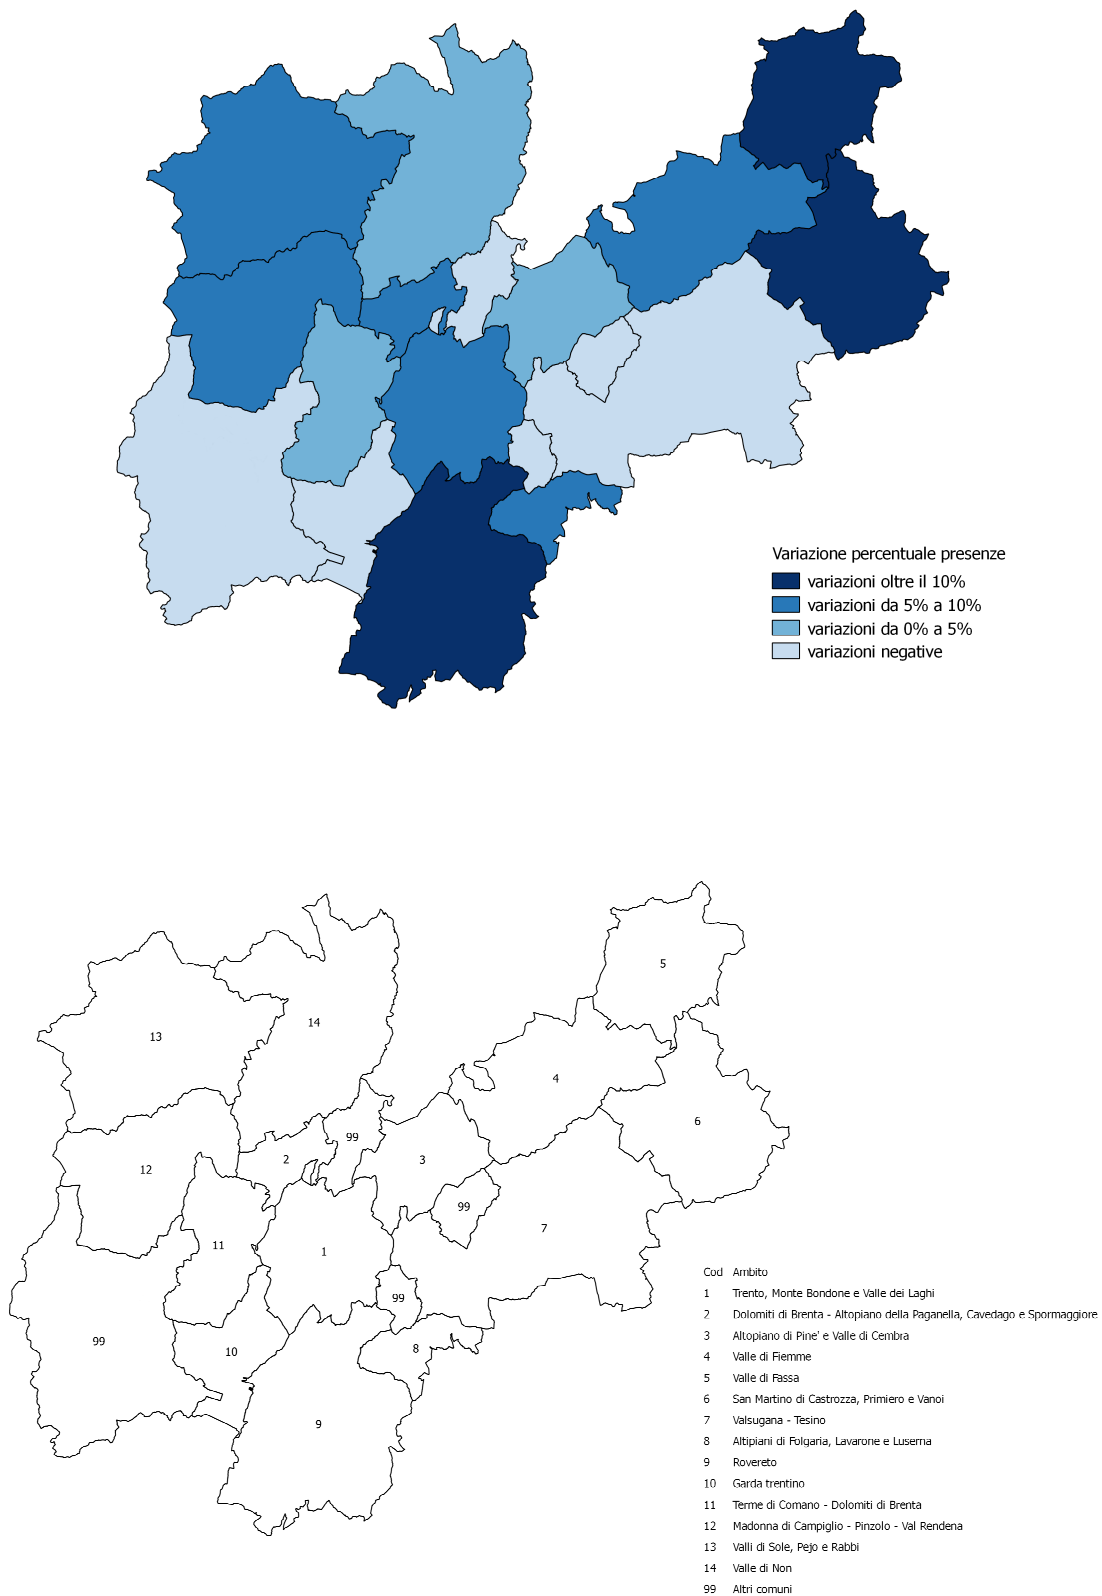 Variazione percentuale presenze
variazioni oltre il 10%
variazioni da 5% a 10%
variazioni da 0% a 5%
variazioni negative
5
14
13
4
6
99
2
3
12
99
7
11
1
99
99
8
10
9
Cod Ambito
1 Trento, Monte Bondone e Valle dei Laghi
2 Dolomiti di Brenta - Altopiano della Paganella, Cavedago e Spormaggiore
3 Altopiano di Pine' e Valle di Cembra
4 Valle di Fiemme
5 Valle di Fassa
6 San Martino di Castrozza, Primiero e Vanoi
7 Valsugana - Tesino
8 Altipiani di Folgaria, Lavarone e Luserna
9 Rovereto
10 Garda trentino
11 Terme di Comano - Dolomiti di Brenta
12 Madonna di Campiglio - Pinzolo - Val Rendena
13 Valli di Sole, Pejo e Rabbi
14 Valle di Non
99 Altri comuni